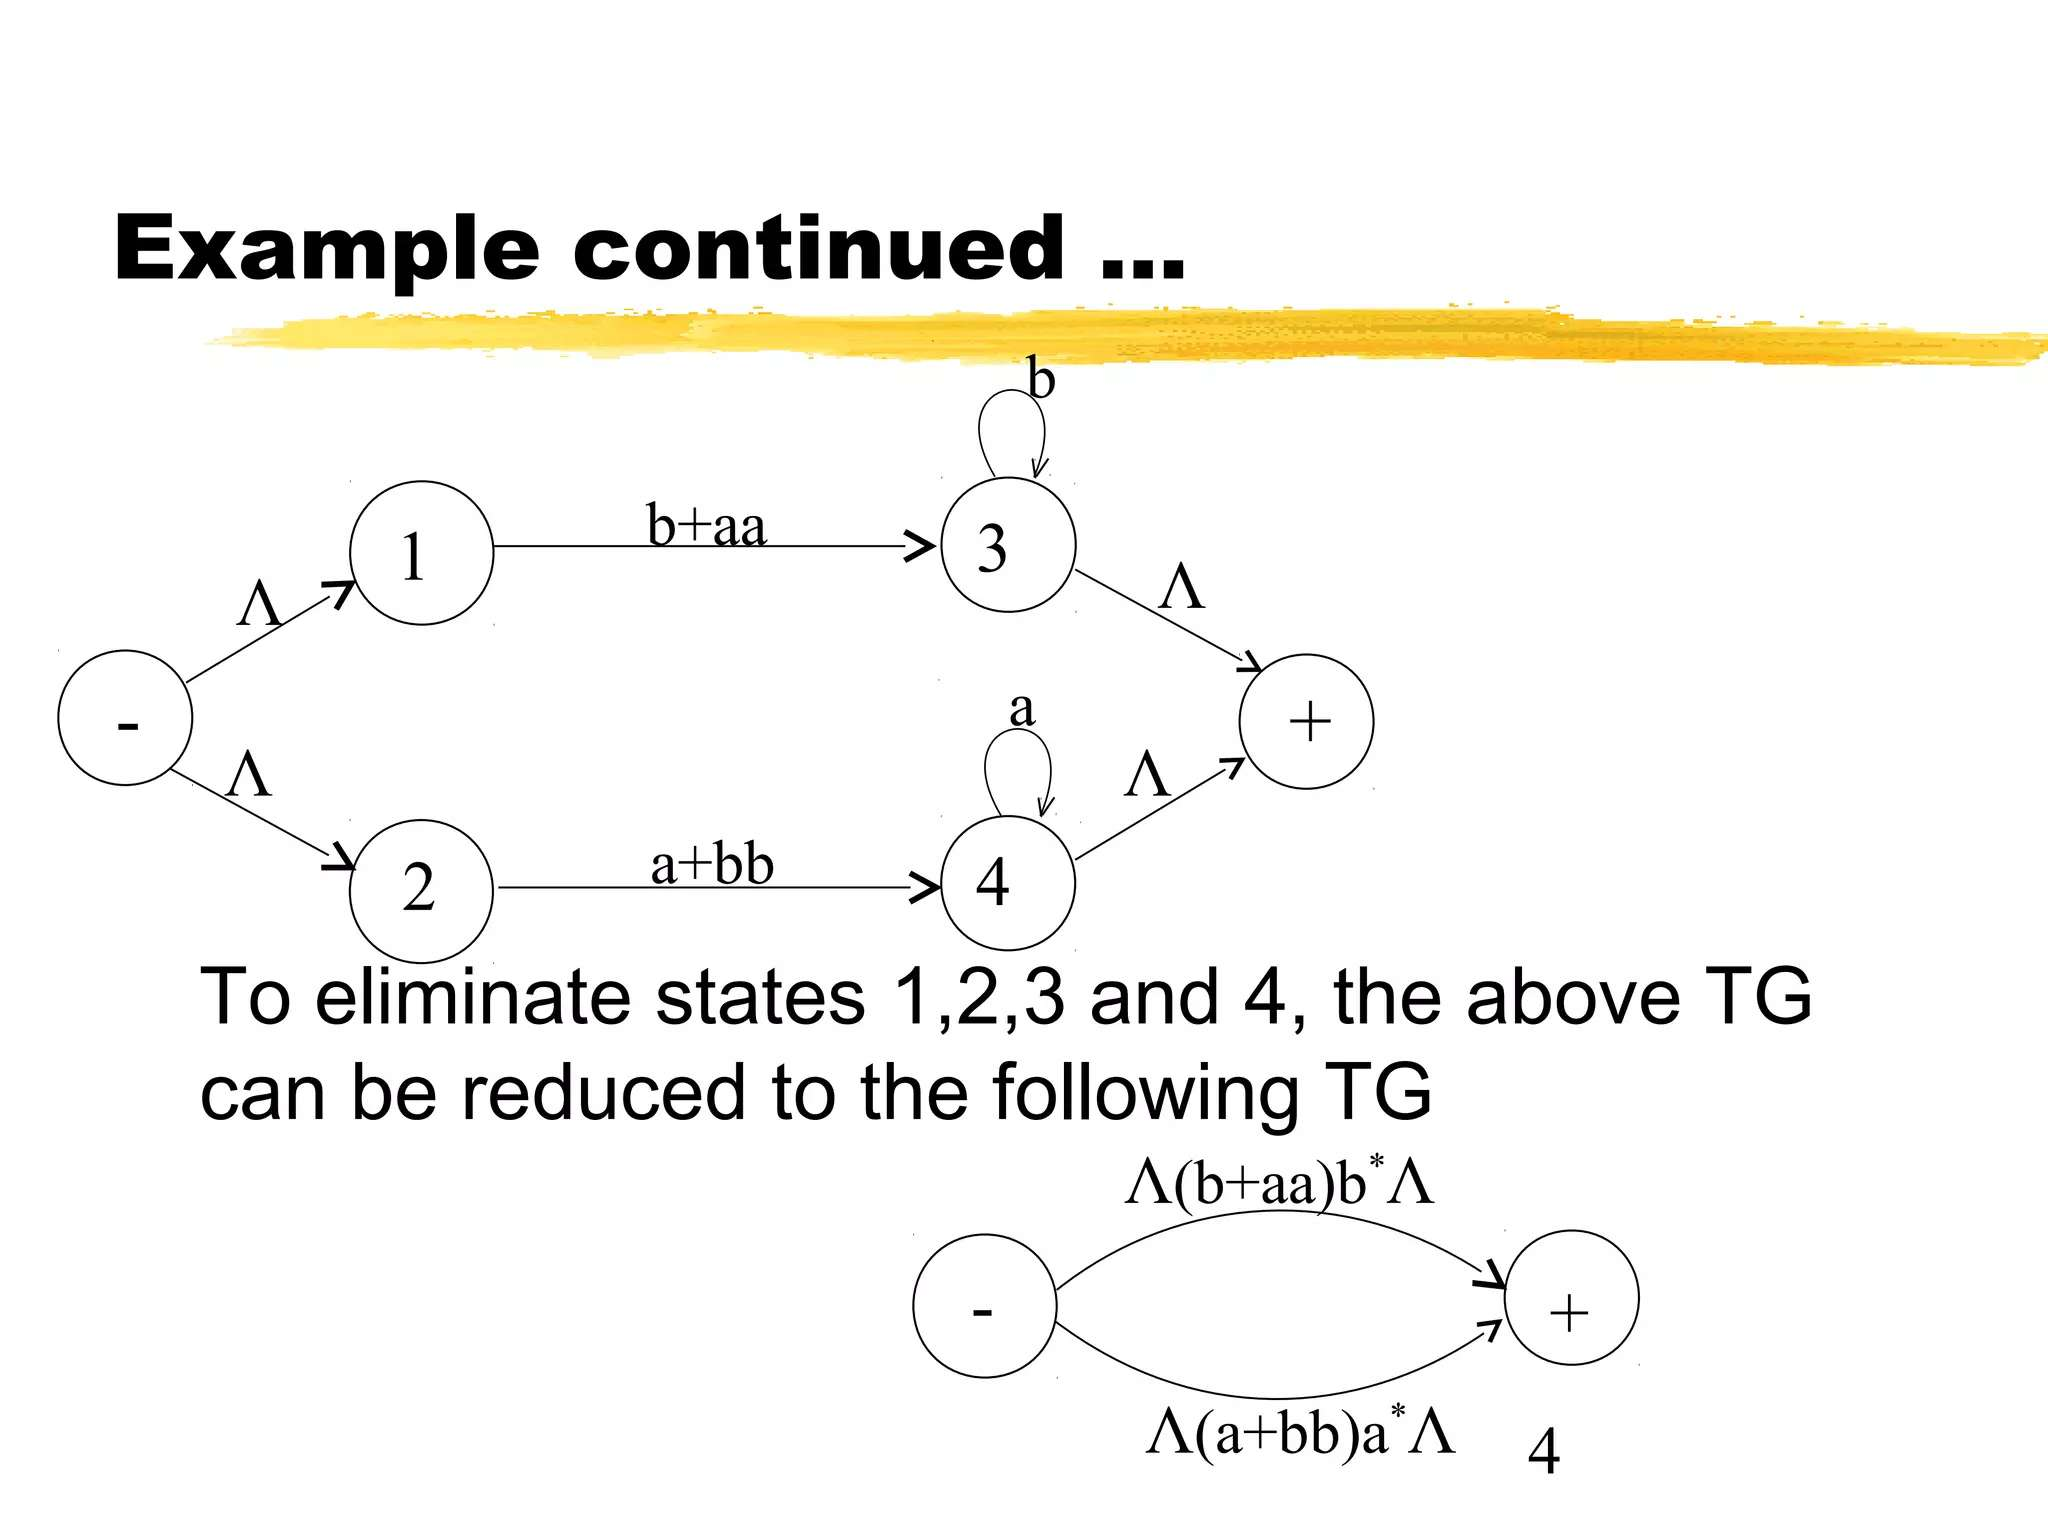 Example continued ...
b
1
b+aa
3
Λ
Λ
-
a
+
Λ
Λ
2
a+bb
4
To eliminate states 1,2,3 and 4, the above TG
can be reduced to the following TG
Λ(b+aa)b*Λ
-
+
Λ(a+bb)a*Λ
4